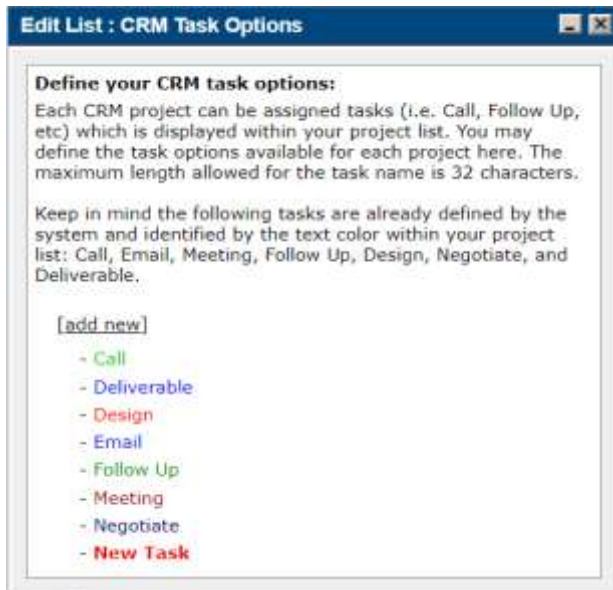 Edit List : CRM Task Options
Define your CRM task options:
Each CRM project can be assigned tasks (i.e. Call, Follow Up,
etc) which is displayed within your project list. You may
define the task options available for each project here. The
maximum length allowed for the task name is 32 characters.
Keep in mind the following tasks are already defined by the
system and identified by the text color within your project
list: Call, Email, Meeting, Follow Up, Design, Negotiate, and
Deliverable.
[add new]
- Call
- Deliverable
- Design
- Email
- Follow Up
- Meeting
- Negotiate
- New Task